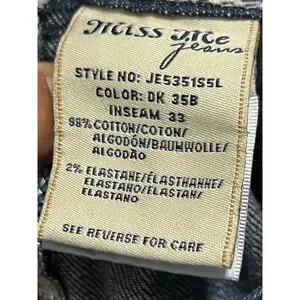 Miss Me
jeans
STYLE NO: JE5351S5L
COLOR: DK 35B
INSEAM 33
98% COTTON/COTON/
ALGODÓN/BAUMWOLLE/
ALGODÃO
2% ELASTANE/ÉLASTHANNE/
ELASTANO/ELASTAN/
ELASTANO
SEE REVERSE FOR CARE